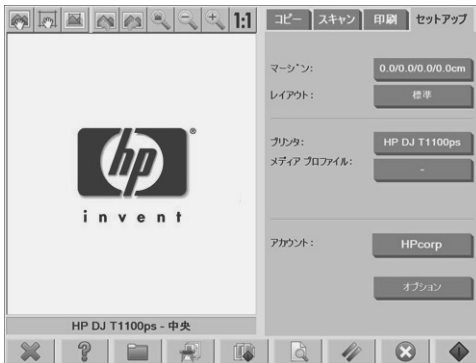 1:1
コピー
スキャン
印刷
セットアップ
マージン:
0.0/0.0/0.0/0.0cm
レイアウト:
標準
hp
invent
プリンタ:
HP DJ T1100ps
メディア プロファイル:
-
アカウント:
HPcorp
オプション
HP DJ T1100ps - 中央